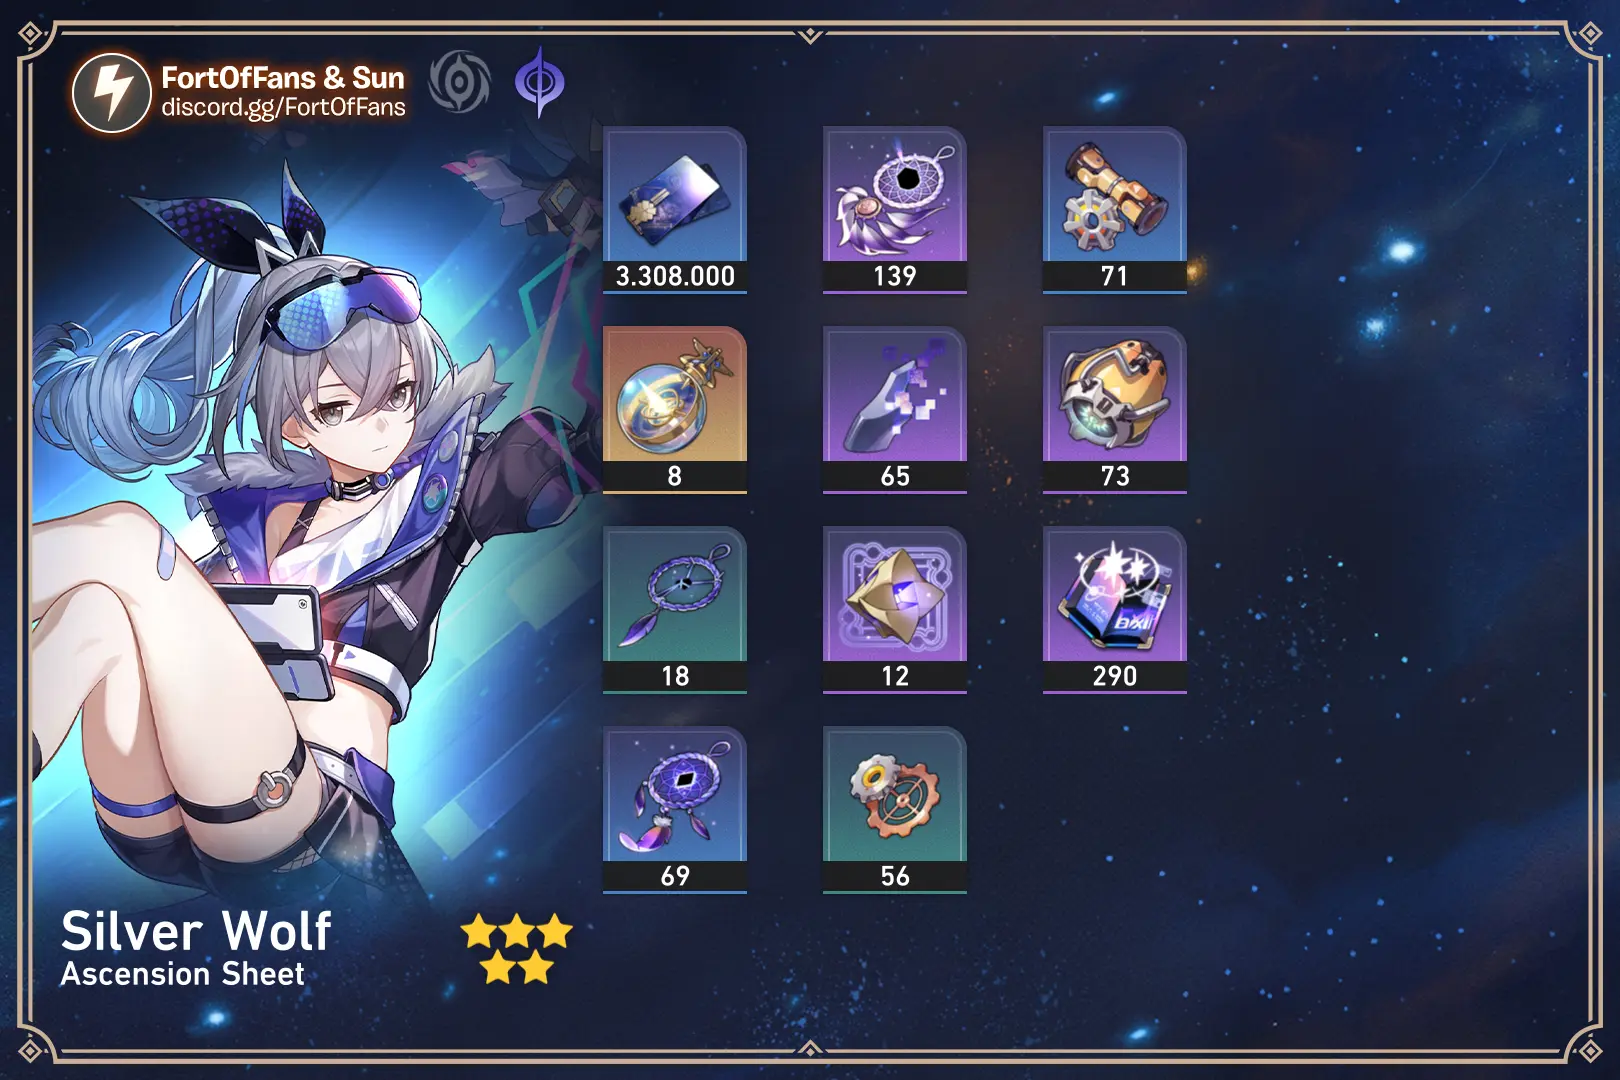 FortOfFans & Sun
discord.gg/FortOfFans
3.308.000
139
71
8
65
73
18
12
290
69
56
Silver Wolf
Ascension Sheet